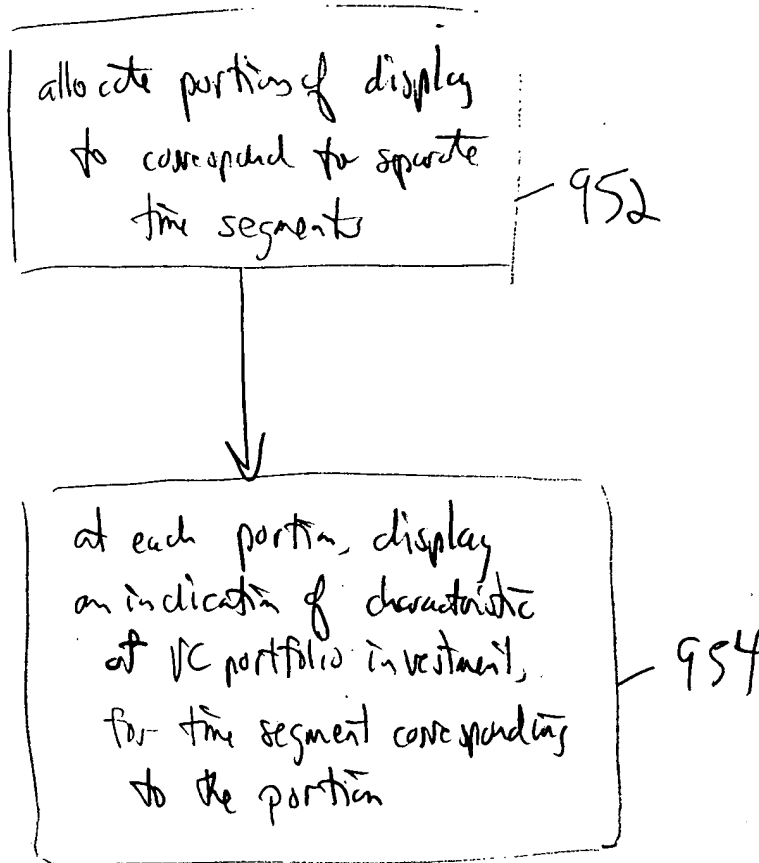 allocate portions of display
to correspond to separate
time segments
952
at each portion, display
an indication of characteristic
of VC portfolio investment,
for time segment corresponding
to the portion
954